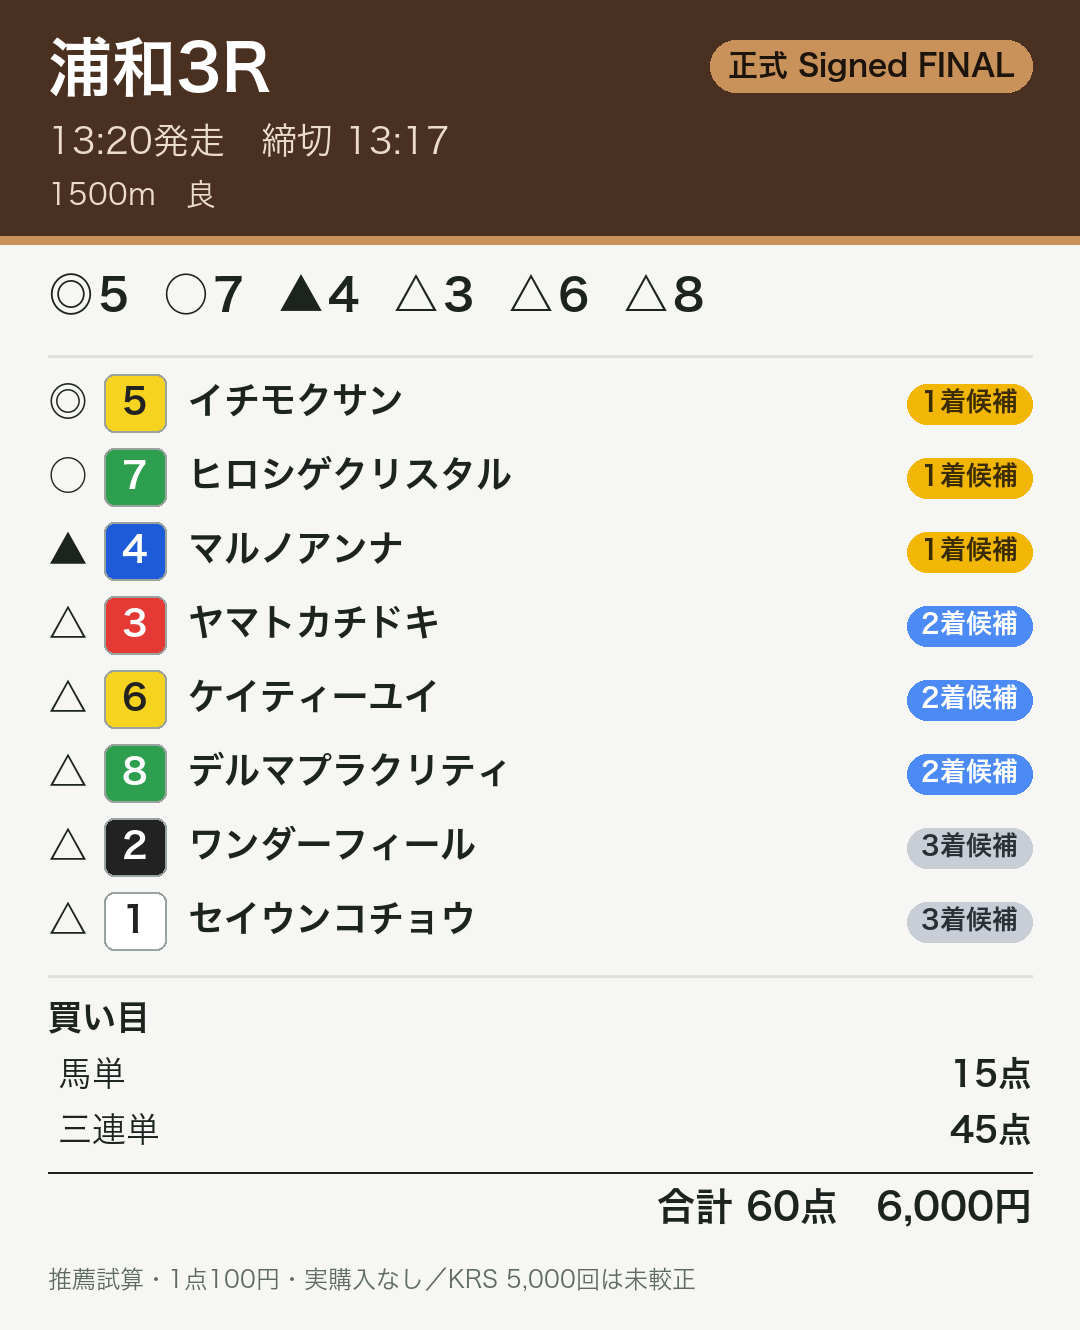 浦和3R
正式 Signed FINAL
13:20発走　締切 13:17
1500m　良
◎5 ○7 ▲4 △3 △6 △8
◎ 5 イチモクサン 1着候補
○ 7 ヒロシゲクリスタル 1着候補
▲ 4 マルノアンナ 1着候補
△ 3 ヤマトカチドキ 2着候補
△ 6 ケイティーユイ 2着候補
△ 8 デルマプラクリティ 2着候補
△ 2 ワンダーフィール 3着候補
△ 1 セイウンコチョウ 3着候補
買い目
馬単 15点
三連単 45点
合計 60点　6,000円
推薦試算・1点100円・実購入なし／KRS 5,000回は未較正